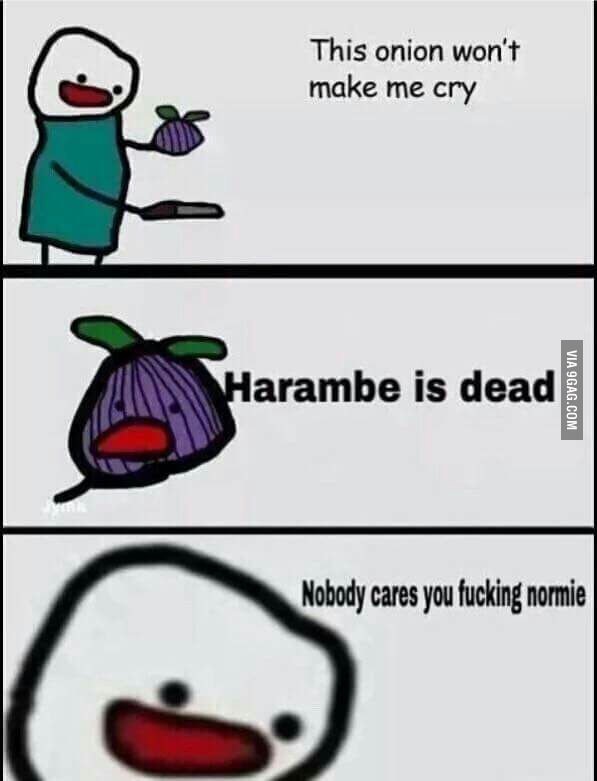 This onion won't
make me cry
Harambe is dead
VIA 9GAG.COM
Nobody cares you fucking normie